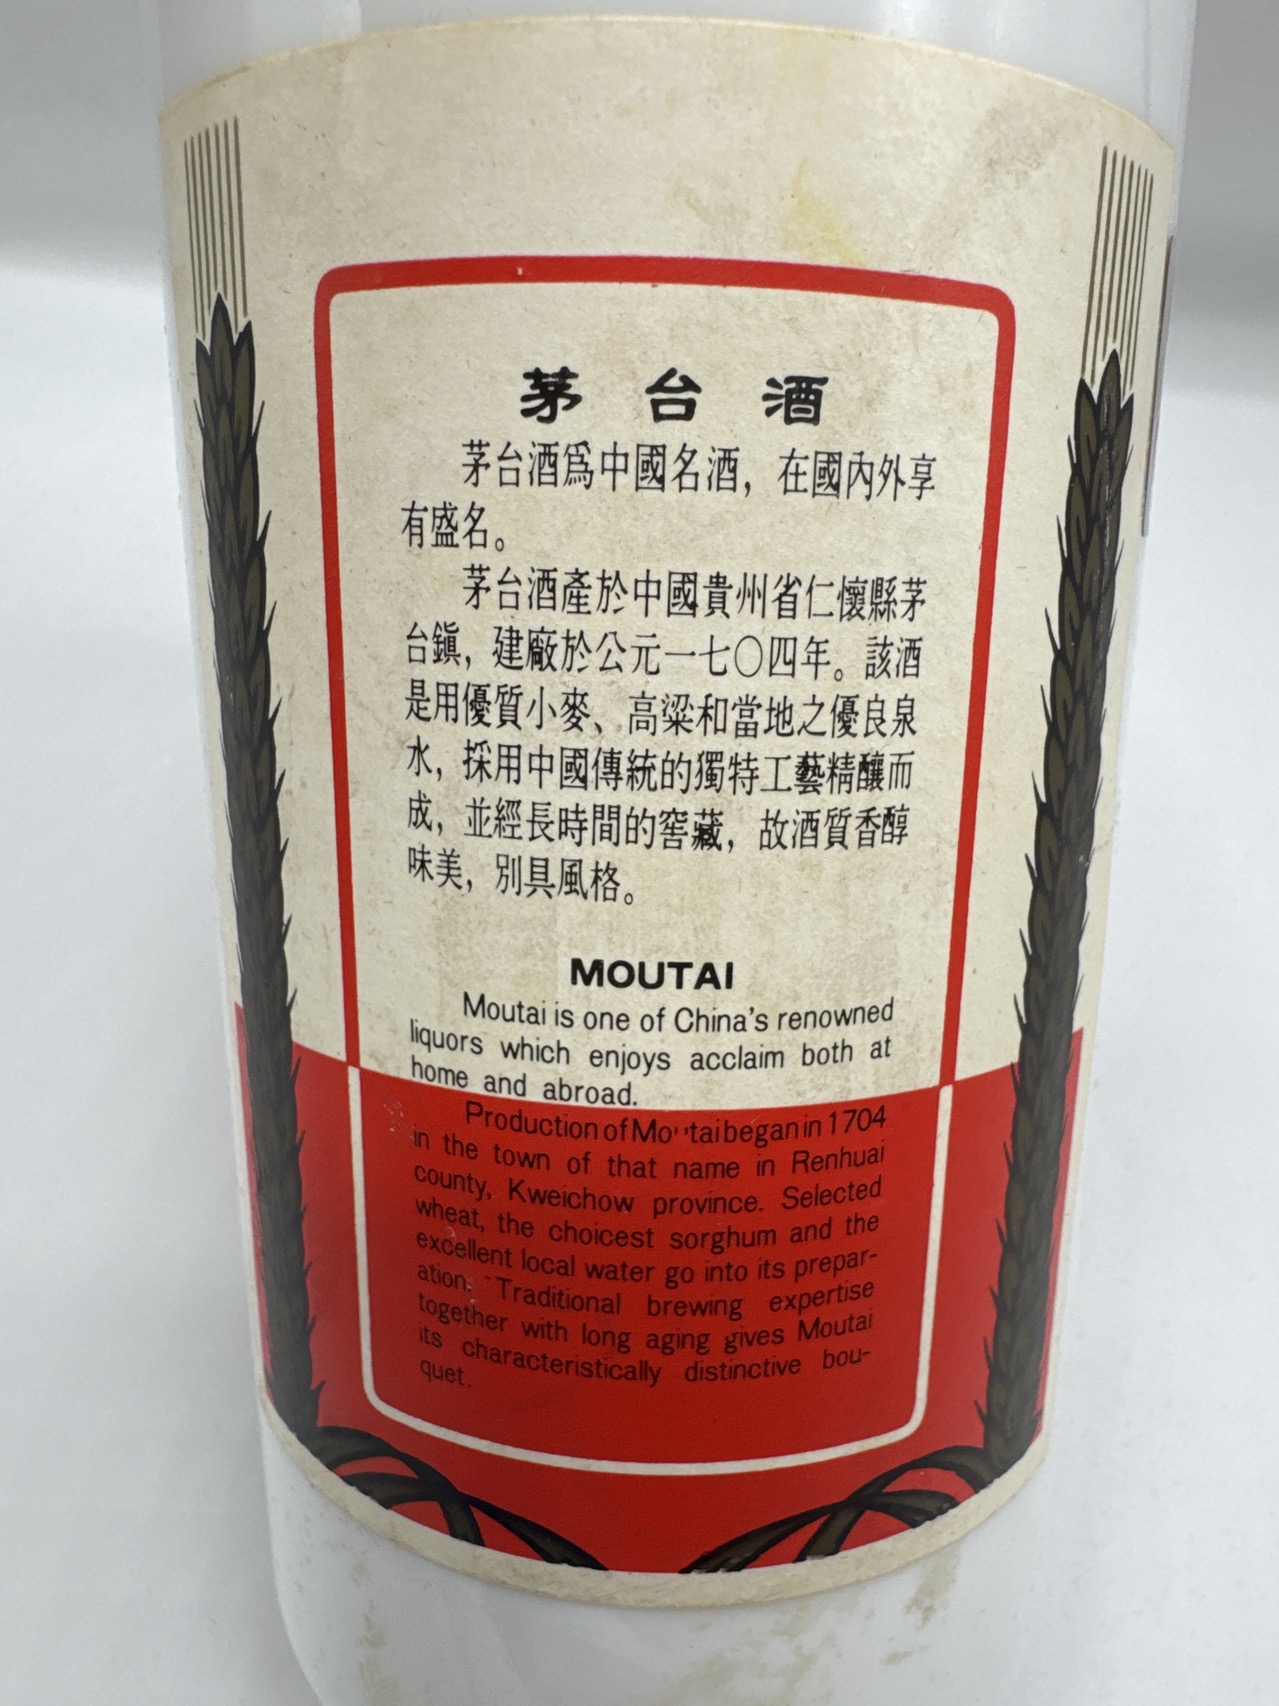 茅台酒
茅台酒爲中國名酒，在國內外享
有盛名。
茅台酒產於中國貴州省仁懷縣茅
台鎭，建廠於公元一七〇四年。該酒
是用優質小麥、高粱和當地之優良泉
水，採用中國傳統的獨特工藝精釀而
成，並經長時間的窖藏，故酒質香醇
味美，別具風格。
MOUTAI
Moutai is one of China's renowned
liquors which enjoys acclaim both at
home and abroad.
Production of Moutai began in 1704
in the town of that name in Renhuai
county, Kweichow province. Selected
wheat, the choicest sorghum and the
excellent local water go into its prepar-
ation. Traditional brewing expertise
together with long aging gives Moutai
its characteristically distinctive bou-
quet.